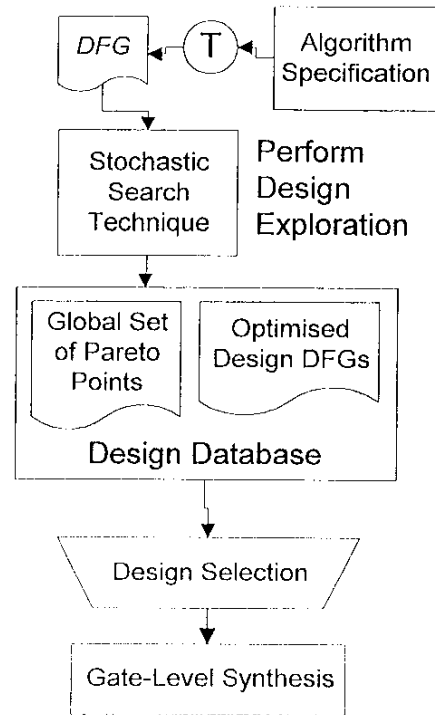 DFG
T
Algorithm
Specification
Stochastic
Search
Technique
Perform
Design
Exploration
Global Set
of Pareto
Points
Optimised
Design DFGs
Design Database
Design Selection
Gate-Level Synthesis